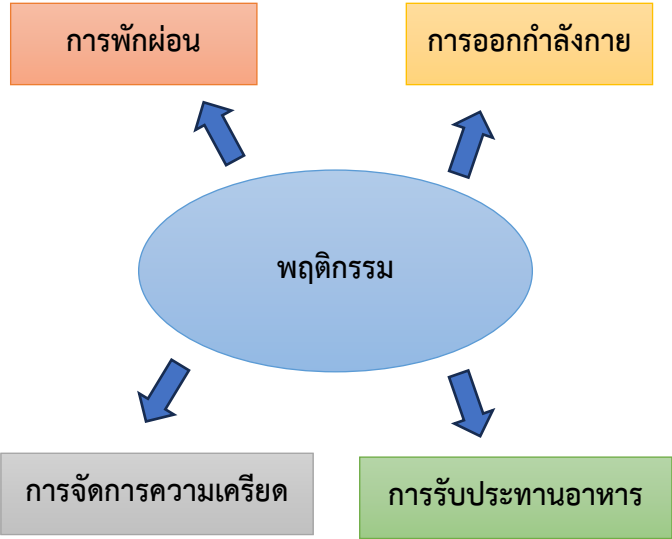 การพักผ่อน
การออกกำลังกาย
พฤติกรรม
การจัดการความเครียด
การรับประทานอาหาร